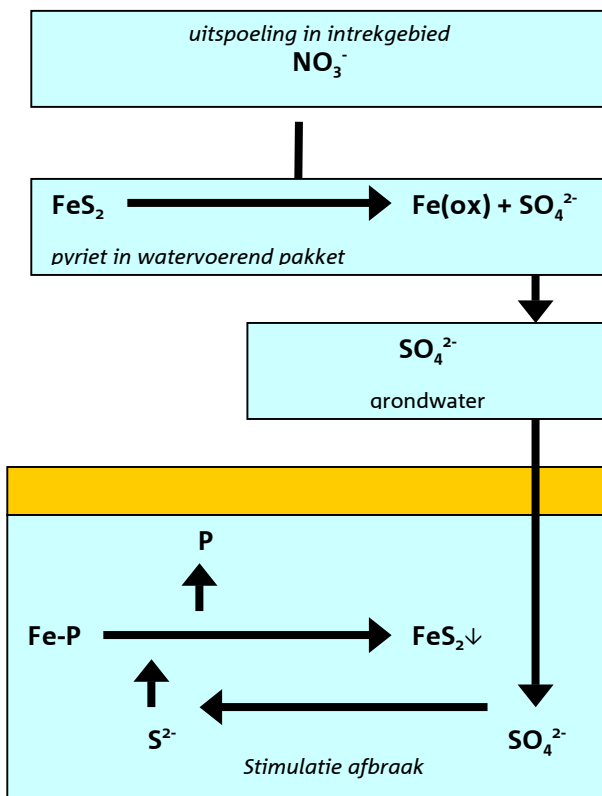 uitspoeling in intrekgebied
NO₃⁻
FeS₂ Fe(ox) + SO₄²⁻
pyriet in watervoerend pakket
SO₄²⁻
grondwater
P
Fe-P FeS₂↓
S²⁻ SO₄²⁻
Stimulatie afbraak